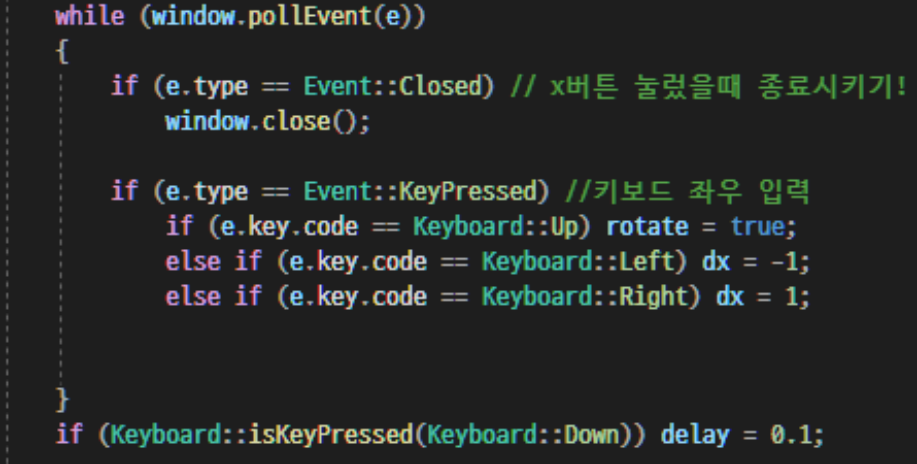 while (window.pollEvent(e))
{
if (e.type == Event::Closed) // x버튼 눌렀을때 종료시키기!
window.close();
if (e.type == Event::KeyPressed) //키보드 좌우 입력
if (e.key.code == Keyboard::Up) rotate = true;
else if (e.key.code == Keyboard::Left) dx = -1;
else if (e.key.code == Keyboard::Right) dx = 1;
}
if (Keyboard::isKeyPressed(Keyboard::Down)) delay = 0.1;